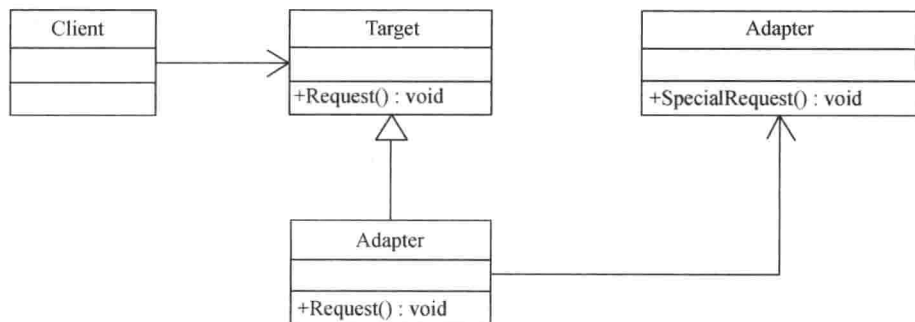 Client
Target
+Request() : void
Adapter
+SpecialRequest() : void
Adapter
+Request() : void